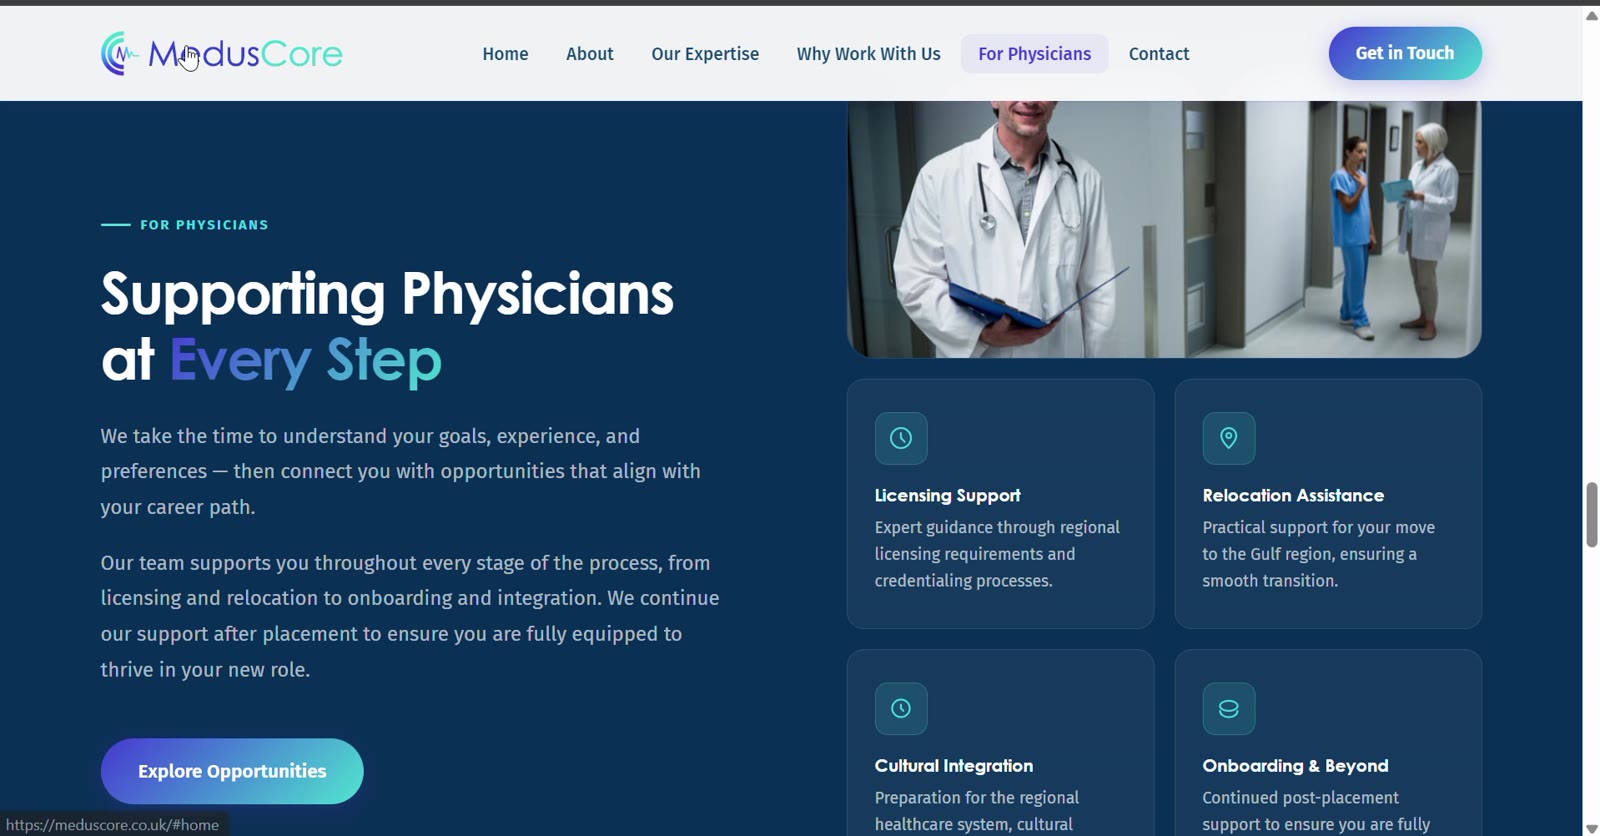 MedusCore
Home
About
Our Expertise
Why Work With Us
For Physicians
Contact
Get in Touch
FOR PHYSICIANS
Supporting Physicians
at Every Step
We take the time to understand your goals, experience, and
preferences — then connect you with opportunities that align with
your career path.
Our team supports you throughout every stage of the process, from
licensing and relocation to onboarding and integration. We continue
our support after placement to ensure you are fully equipped to
thrive in your new role.
Explore Opportunities
Licensing Support
Expert guidance through regional
licensing requirements and
credentialing processes.
Relocation Assistance
Practical support for your move
to the Gulf region, ensuring a
smooth transition.
Cultural Integration
Preparation for the regional
healthcare system, cultural
Onboarding & Beyond
Continued post-placement
support to ensure you are fully
https://meduscore.co.uk/#home